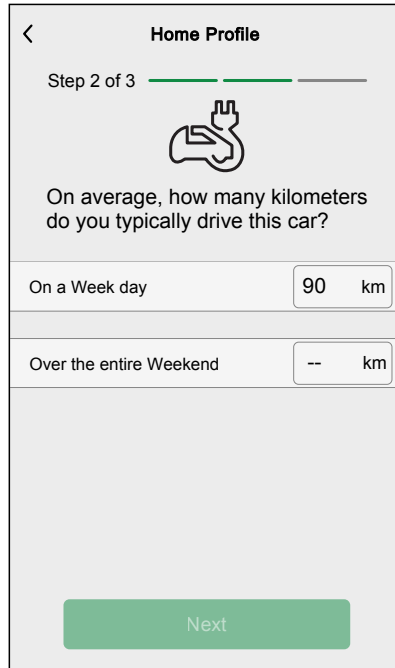 Home Profile
Step 2 of 3
On average, how many kilometers
do you typically drive this car?
On a Week day 90 km
Over the entire Weekend -- km
Next